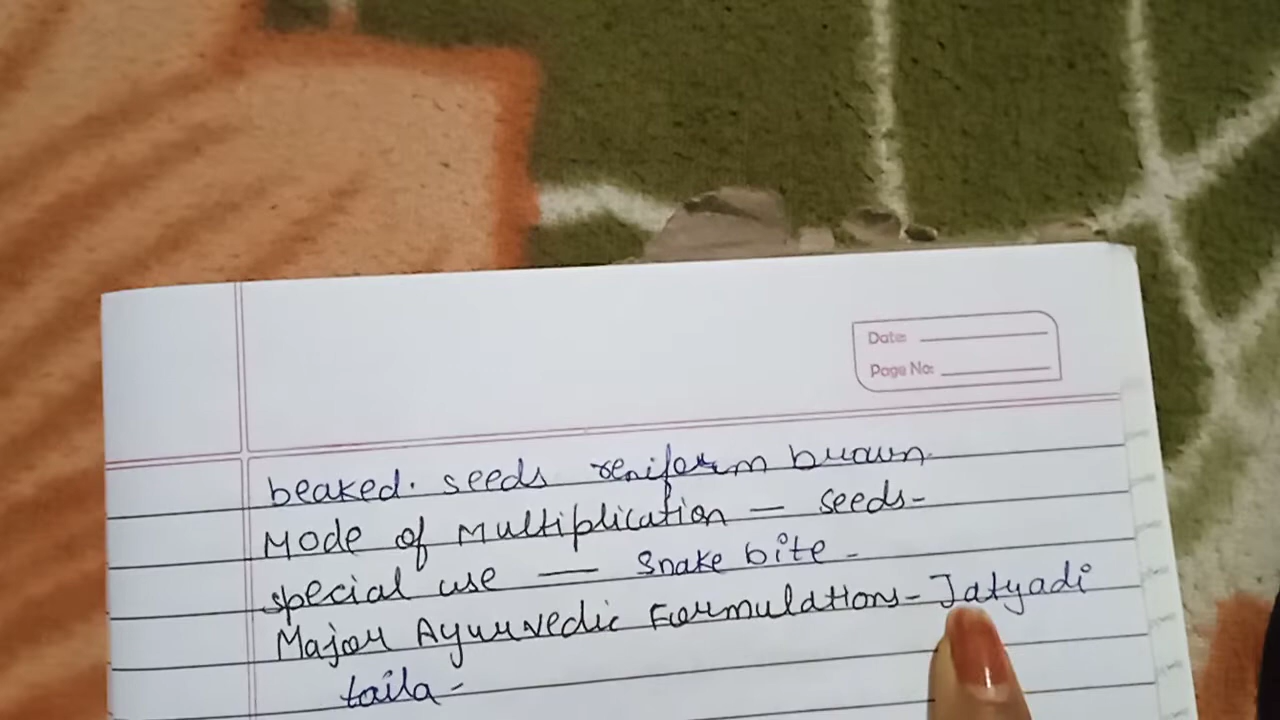 Date:
Page No:
beaked. seeds reniform brown
Mode of Multiplication — seeds-
special use — Snake bite -
Major Ayurvedic Formulations- Jatyadi
taila -